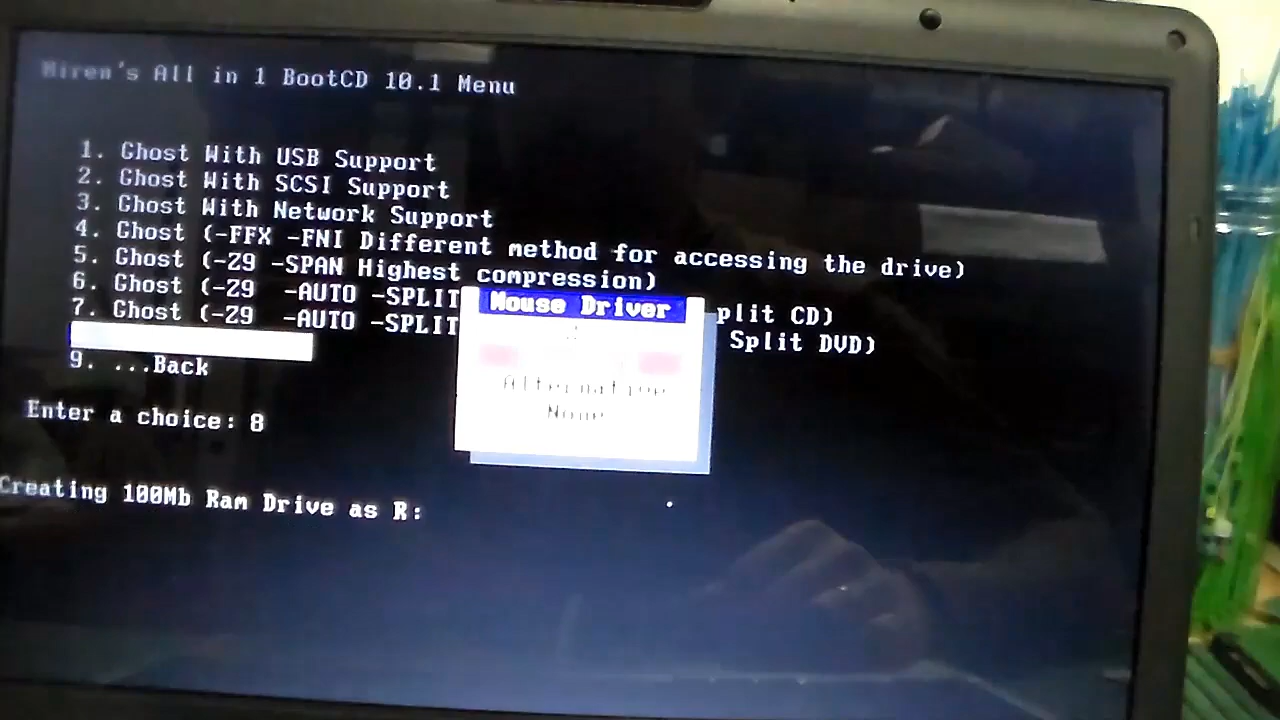 Hiren's All in 1 BootCD 10.1 Menu
1. Ghost With USB Support
2. Ghost With SCSI Support
3. Ghost With Network Support
4. Ghost (-FFX -FNI Different method for accessing the drive)
5. Ghost (-Z9 -SPAN Highest compression)
6. Ghost (-Z9 -AUTO -SPLIT plit CD)
7. Ghost (-Z9 -AUTO -SPLIT Split DVD)
9. ...Back
Enter a choice: 8
Creating 100Mb Ram Drive as R:
Mouse Driver
Alternative
None